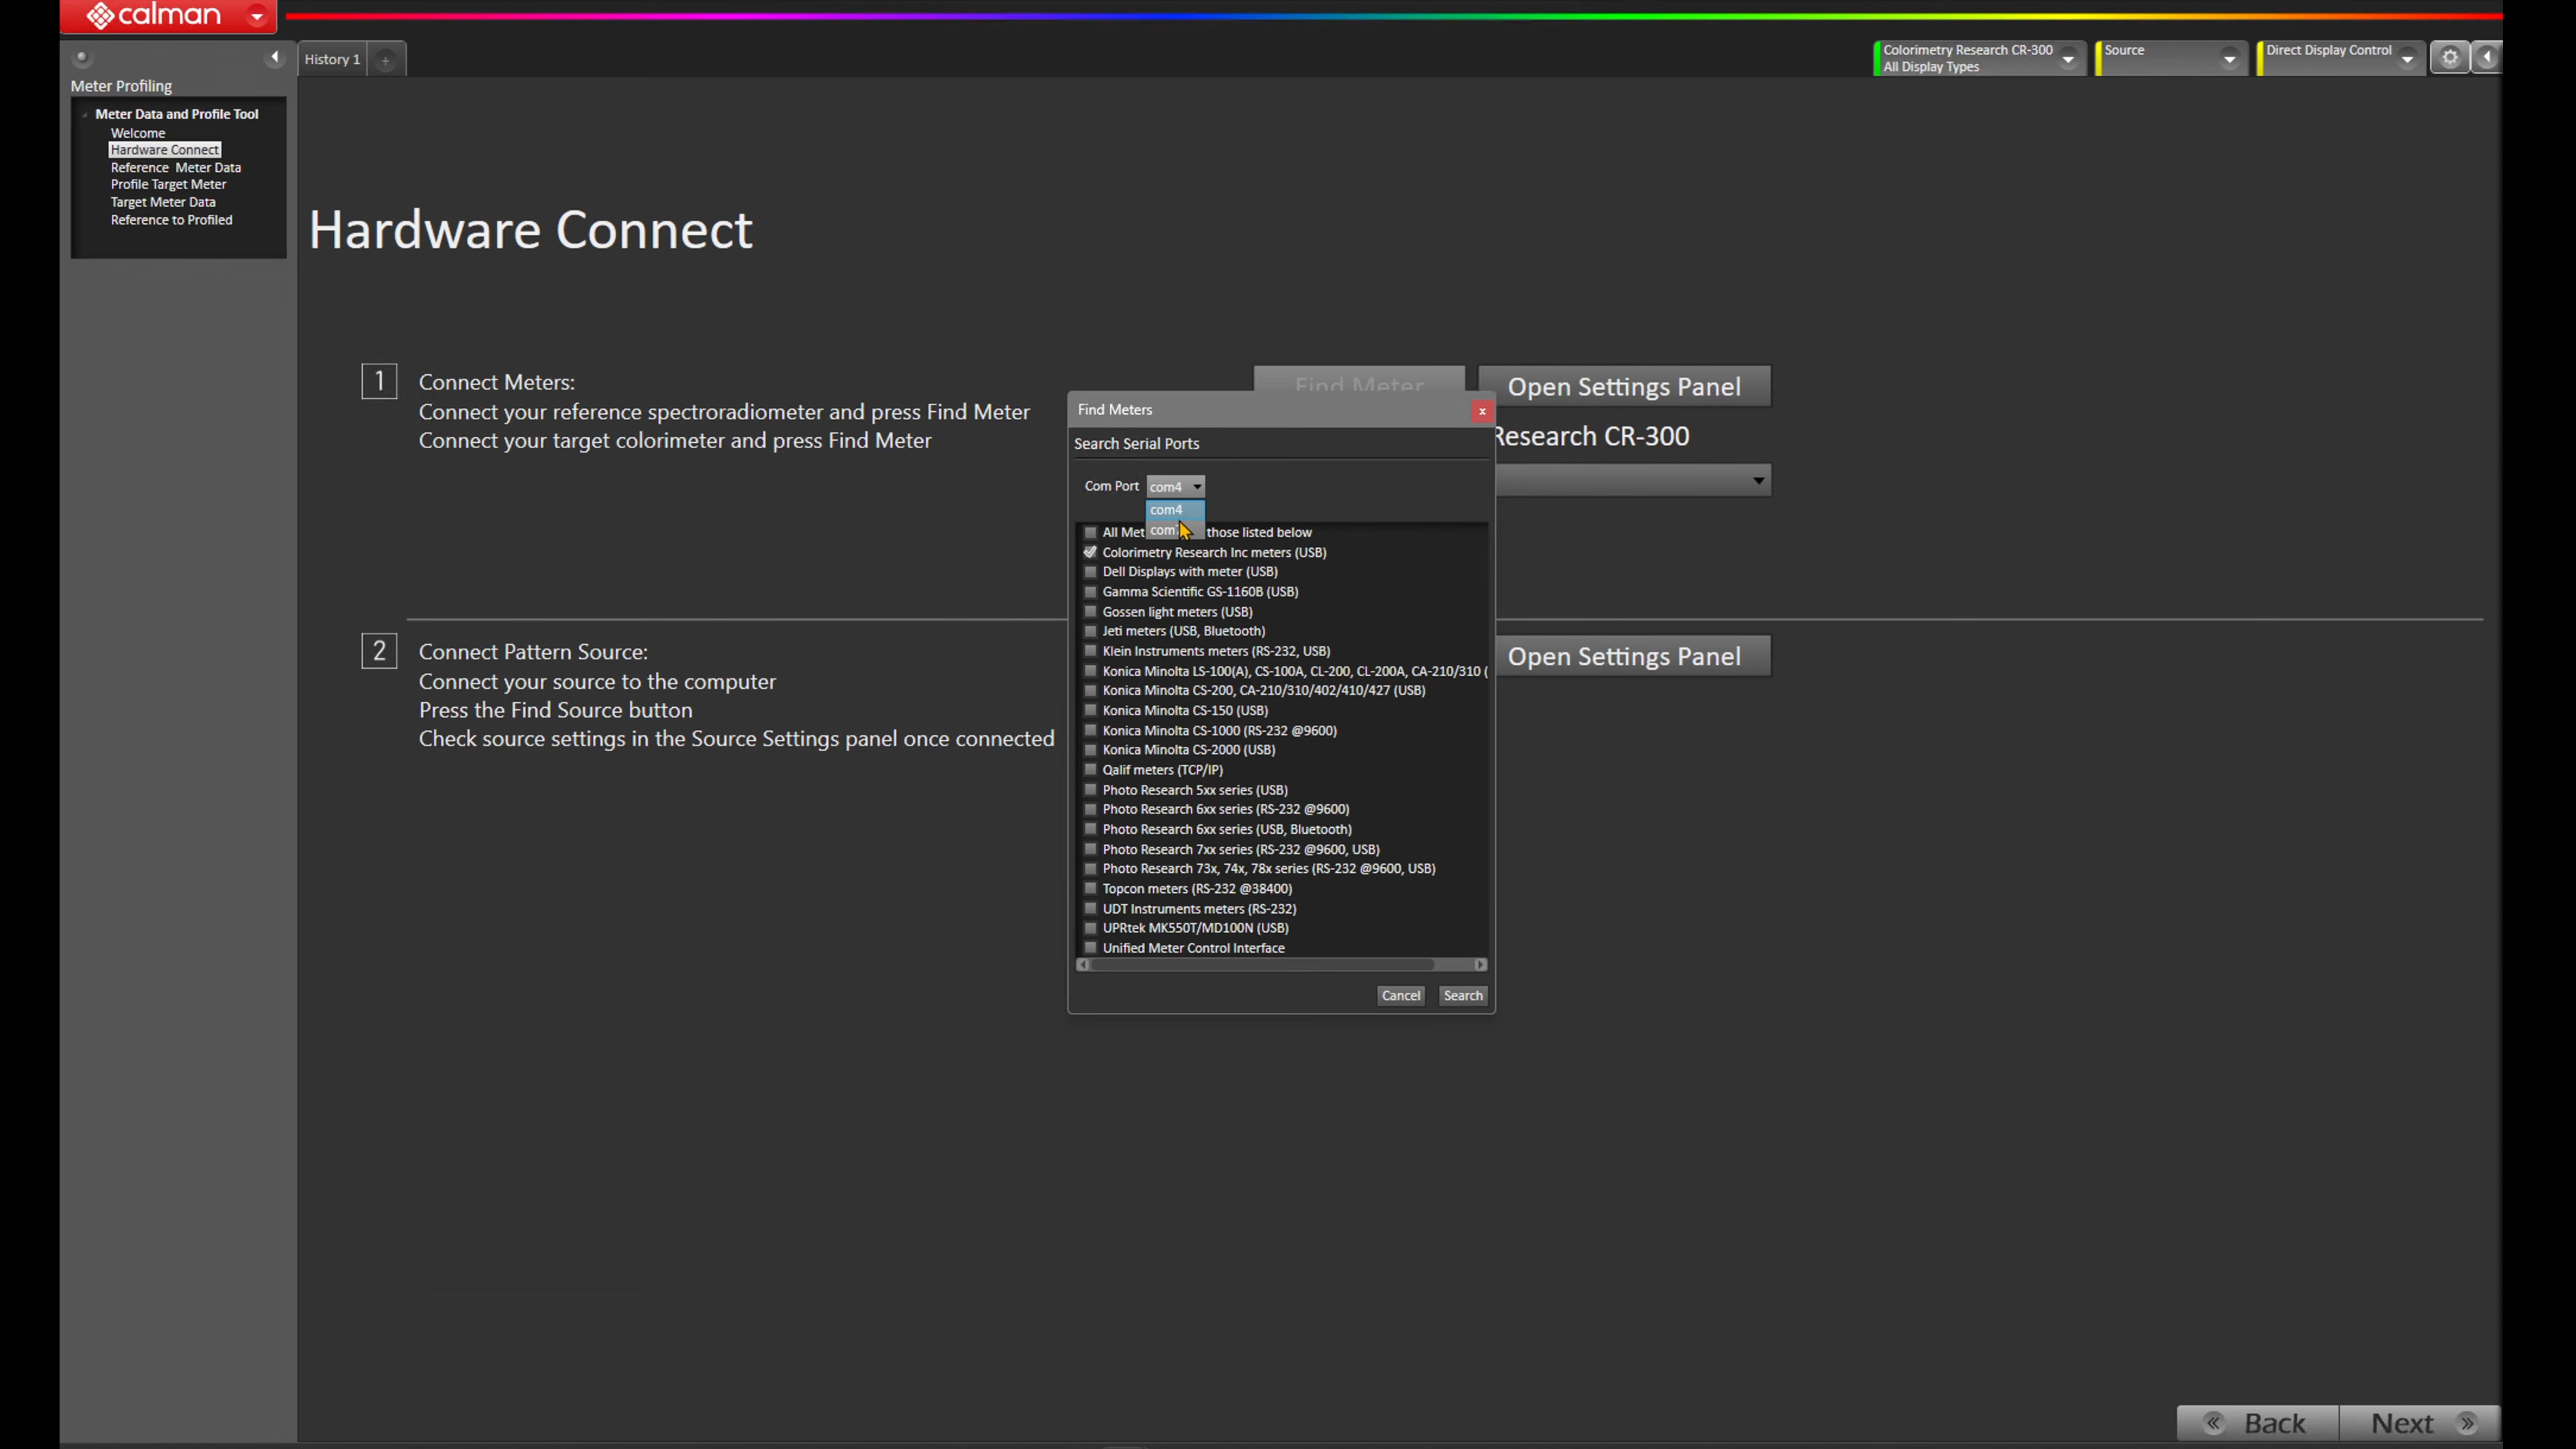 calman
History 1
+
Colorimetry Research CR-300
All Display Types
Source
Direct Display Control
Meter Profiling
Meter Data and Profile Tool
Welcome
Hardware Connect
Reference Meter Data
Profile Target Meter
Target Meter Data
Reference to Profiled
Hardware Connect
1
Connect Meters:
Connect your reference spectroradiometer and press Find Meter
Connect your target colorimeter and press Find Meter
Find Meter
Open Settings Panel
Research CR-300
2
Connect Pattern Source:
Connect your source to the computer
Press the Find Source button
Check source settings in the Source Settings panel once connected
Open Settings Panel
Find Meters
x
Search Serial Ports
Com Port com4
com4
All those listed below
Colorimetry Research Inc meters (USB)
Dell Displays with meter (USB)
Gamma Scientific GS-1160B (USB)
Gossen light meters (USB)
Jeti meters (USB, Bluetooth)
Klein Instruments meters (RS-232, USB)
Konica Minolta LS-100(A), CS-100A, CL-200, CL-200A, CA-210/310 (
Konica Minolta CS-200, CA-210/310/402/410/427 (USB)
Konica Minolta CS-150 (USB)
Konica Minolta CS-1000 (RS-232 @9600)
Konica Minolta CS-2000 (USB)
Qalif meters (TCP/IP)
Photo Research 5xx series (USB)
Photo Research 6xx series (RS-232 @9600)
Photo Research 6xx series (USB, Bluetooth)
Photo Research 7xx series (RS-232 @9600, USB)
Photo Research 73x, 74x, 78x series (RS-232 @9600, USB)
Topcon meters (RS-232 @38400)
UDT Instruments meters (RS-232)
UPRtek MK550T/MD100N (USB)
Unified Meter Control Interface
Cancel
Search
Back
Next